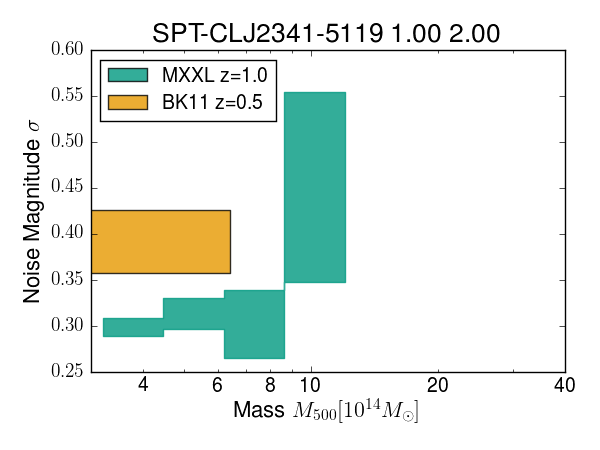 SPT-CLJ2341-5119 1.00 2.00
0.60
0.55
0.50
0.45
0.40
0.35
0.30
0.25
Noise Magnitude σ
MXXL z=1.0
BK11 z=0.5
4 6 8 10 20 40
Mass M₅₀₀[10¹⁴M☉]